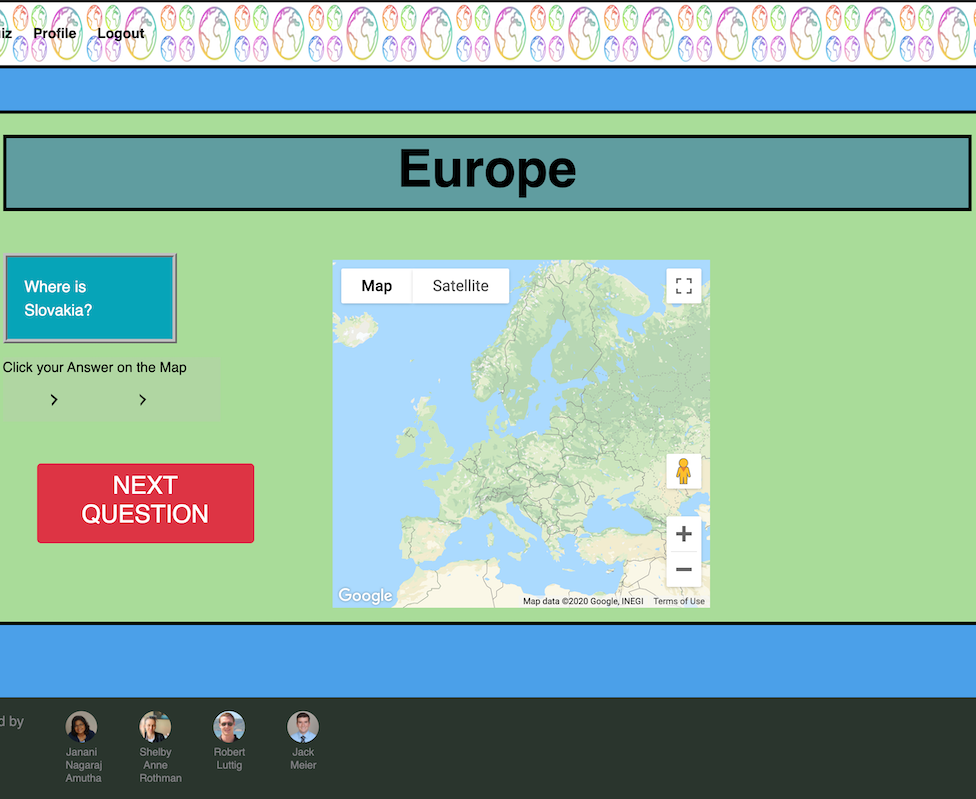 iz Profile Logout
Europe
Where is
Slovakia?
Click your Answer on the Map
NEXT
QUESTION
Map Satellite
Google
Map data ©2020 Google, INEGI Terms of Use
d by
Janani
Nagaraj
Amutha
Shelby
Anne
Rothman
Robert
Luttig
Jack
Meier